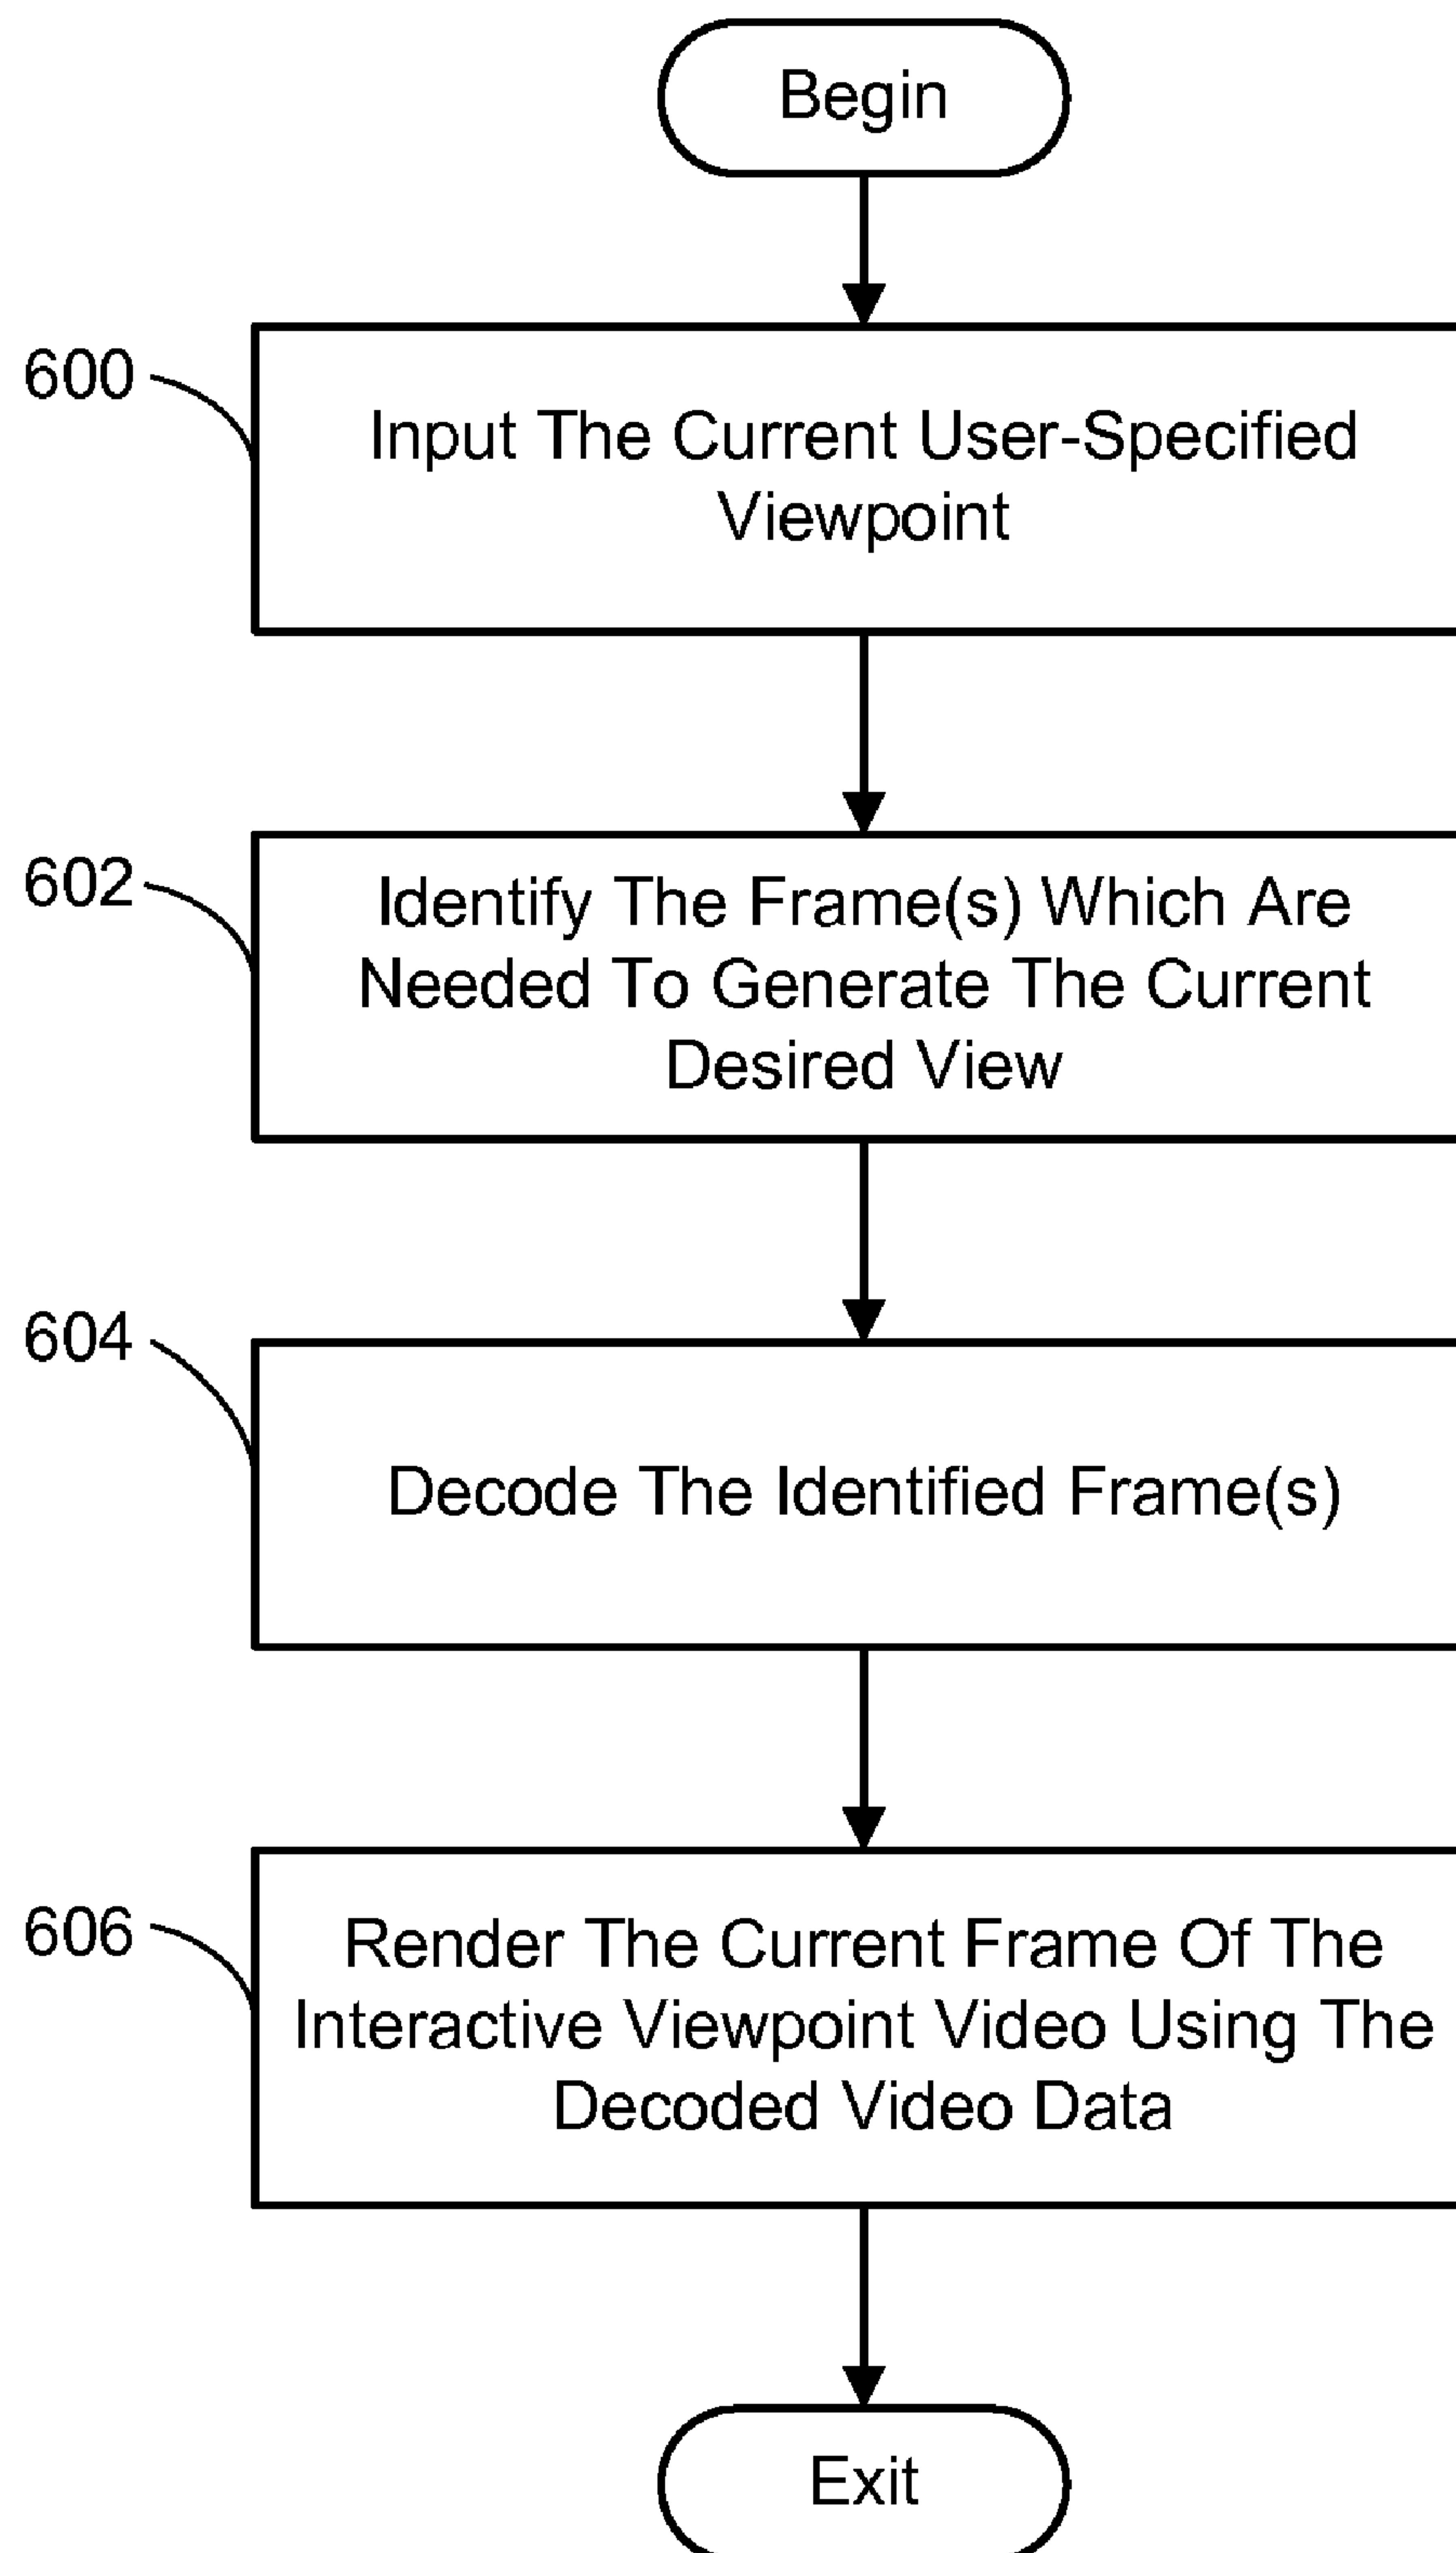 Begin
600
Input The Current User-Specified
Viewpoint
602
Identify The Frame(s) Which Are
Needed To Generate The Current
Desired View
604
Decode The Identified Frame(s)
606
Render The Current Frame Of The
Interactive Viewpoint Video Using The
Decoded Video Data
Exit